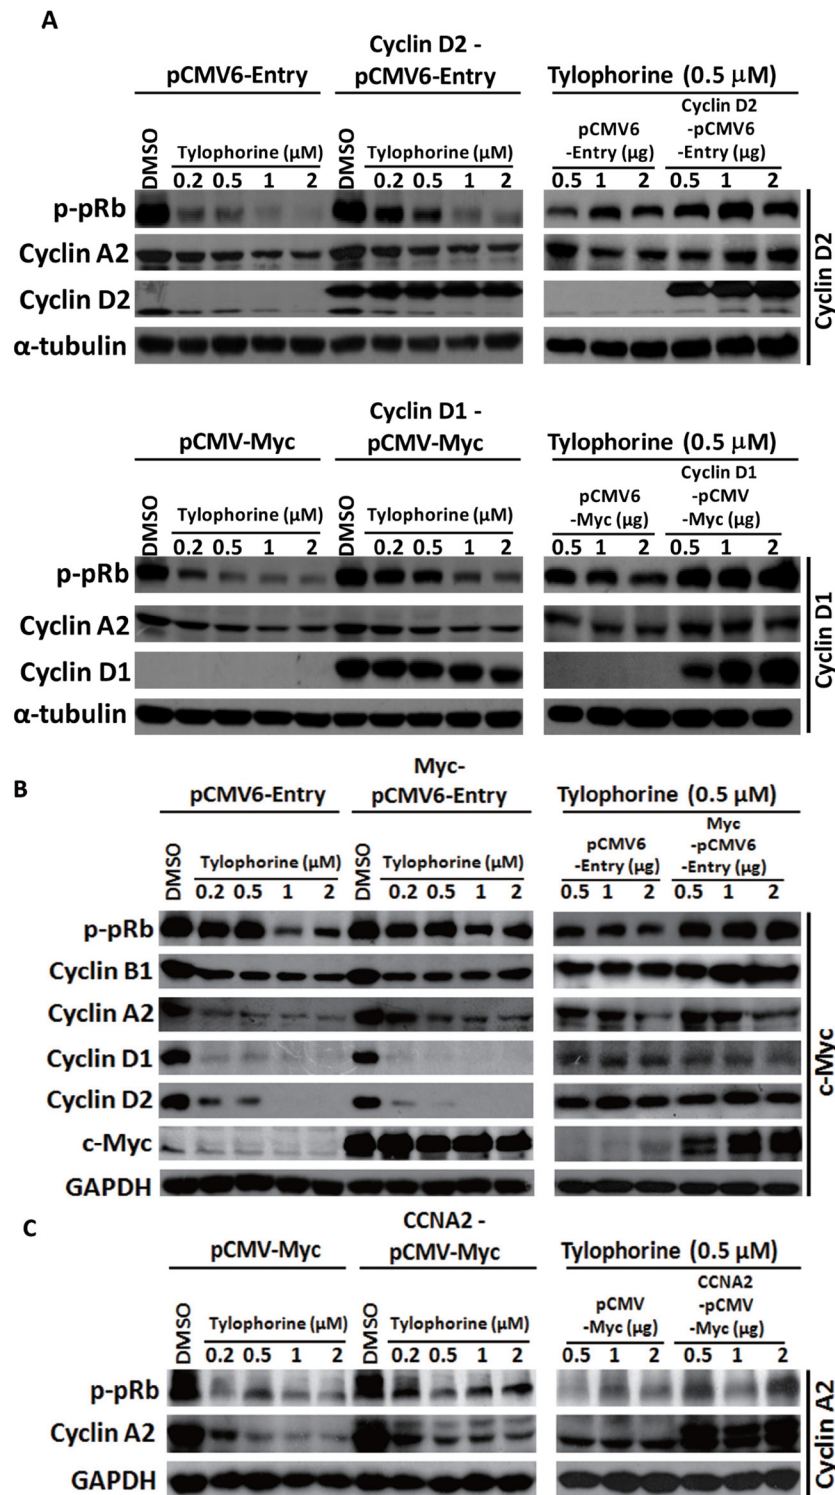 A
pCMV6-Entry
Cyclin D2 -
pCMV6-Entry
Tylophorine (0.5 μM)
DMSO
Tylophorine (μM)
0.2 0.5 1 2
DMSO
Tylophorine (μM)
0.2 0.5 1 2
pCMV6
-Entry (μg)
0.5 1 2
Cyclin D2
-pCMV6
-Entry (μg)
0.5 1 2
p-pRb
Cyclin A2
Cyclin D2
α-tubulin
Cyclin D2
pCMV-Myc
Cyclin D1 -
pCMV-Myc
Tylophorine (0.5 μM)
DMSO
Tylophorine (μM)
0.2 0.5 1 2
DMSO
Tylophorine (μM)
0.2 0.5 1 2
pCMV6
-Myc (μg)
0.5 1 2
Cyclin D1
-pCMV
-Myc (μg)
0.5 1 2
p-pRb
Cyclin A2
Cyclin D1
α-tubulin
Cyclin D1
B
pCMV6-Entry
Myc-
pCMV6-Entry
Tylophorine (0.5 μM)
DMSO
Tylophorine (μM)
0.2 0.5 1 2
DMSO
Tylophorine (μM)
0.2 0.5 1 2
pCMV6
-Entry (μg)
0.5 1 2
Myc
-pCMV6
-Entry (μg)
0.5 1 2
p-pRb
Cyclin B1
Cyclin A2
Cyclin D1
Cyclin D2
c-Myc
GAPDH
c-Myc
C
pCMV-Myc
CCNA2 -
pCMV-Myc
Tylophorine (0.5 μM)
DMSO
Tylophorine (μM)
0.2 0.5 1 2
DMSO
Tylophorine (μM)
0.2 0.5 1 2
pCMV
-Myc (μg)
0.5 1 2
CCNA2
-pCMV
-Myc (μg)
0.5 1 2
p-pRb
Cyclin A2
GAPDH
Cyclin A2